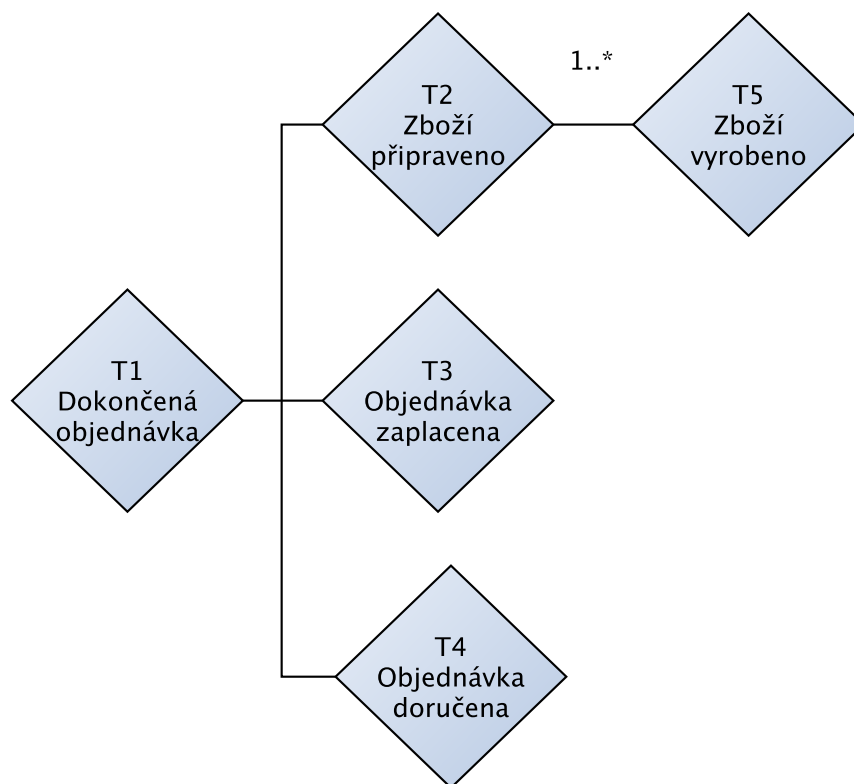 T2
Zboží
připraveno
1..*
T5
Zboží
vyrobeno
T1
Dokončená
objednávka
T3
Objednávka
zaplacena
T4
Objednávka
doručena